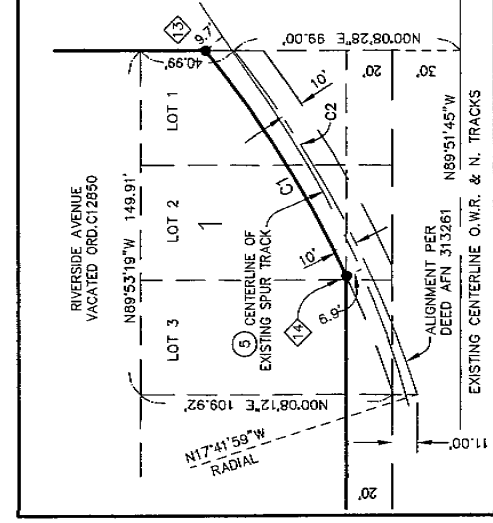 RIVERSIDE AVENUE
VACATED ORD.C12850
N89°53'19"W 149.91'
LOT 3
LOT 2
LOT 1
1
40.99'
9.7'
13
N00°08'28"E 99.00'
20'
30'
10'
C2
C1
10'
5 CENTERLINE OF
EXISTING SPUR TRACK
14
6.9'
N00°08'12"E 109.92'
N17°41'59"W
RADIAL
20'
11.00'
ALIGNMENT PER
DEED AFN 313261
N89°51'45"W
EXISTING CENTERLINE O.W.R. & N. TRACKS